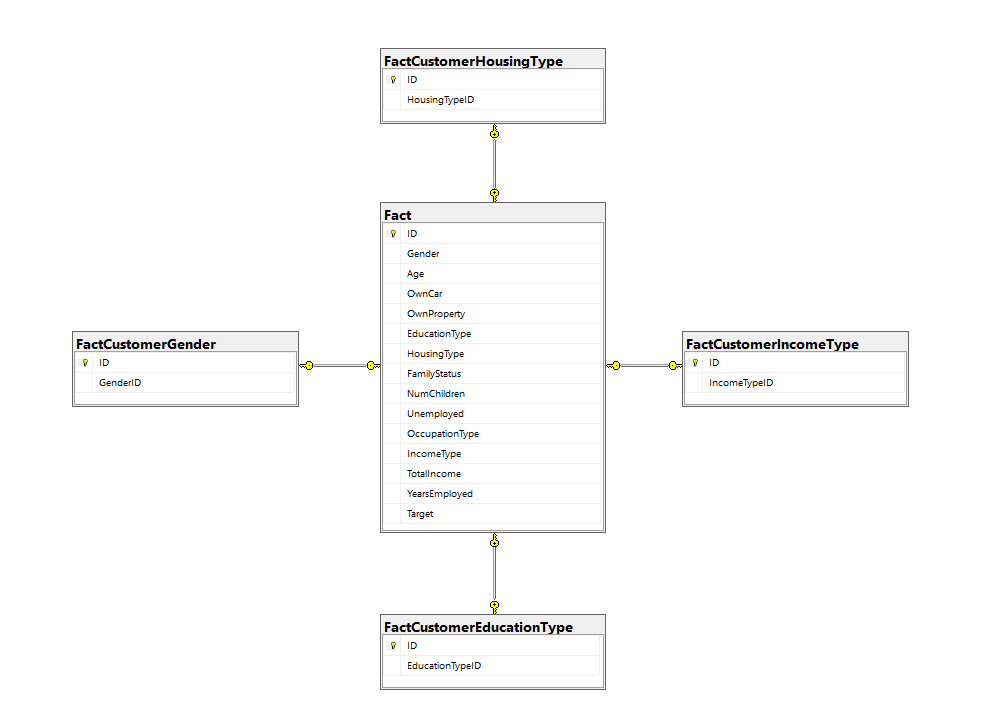 FactCustomerHousingType
ID
HousingTypeID
Fact
ID
Gender
Age
OwnCar
OwnProperty
EducationType
HousingType
FamilyStatus
NumChildren
Unemployed
OccupationType
IncomeType
TotalIncome
YearsEmployed
Target
FactCustomerGender
ID
GenderID
FactCustomerIncomeType
ID
IncomeTypeID
FactCustomerEducationType
ID
EducationTypeID